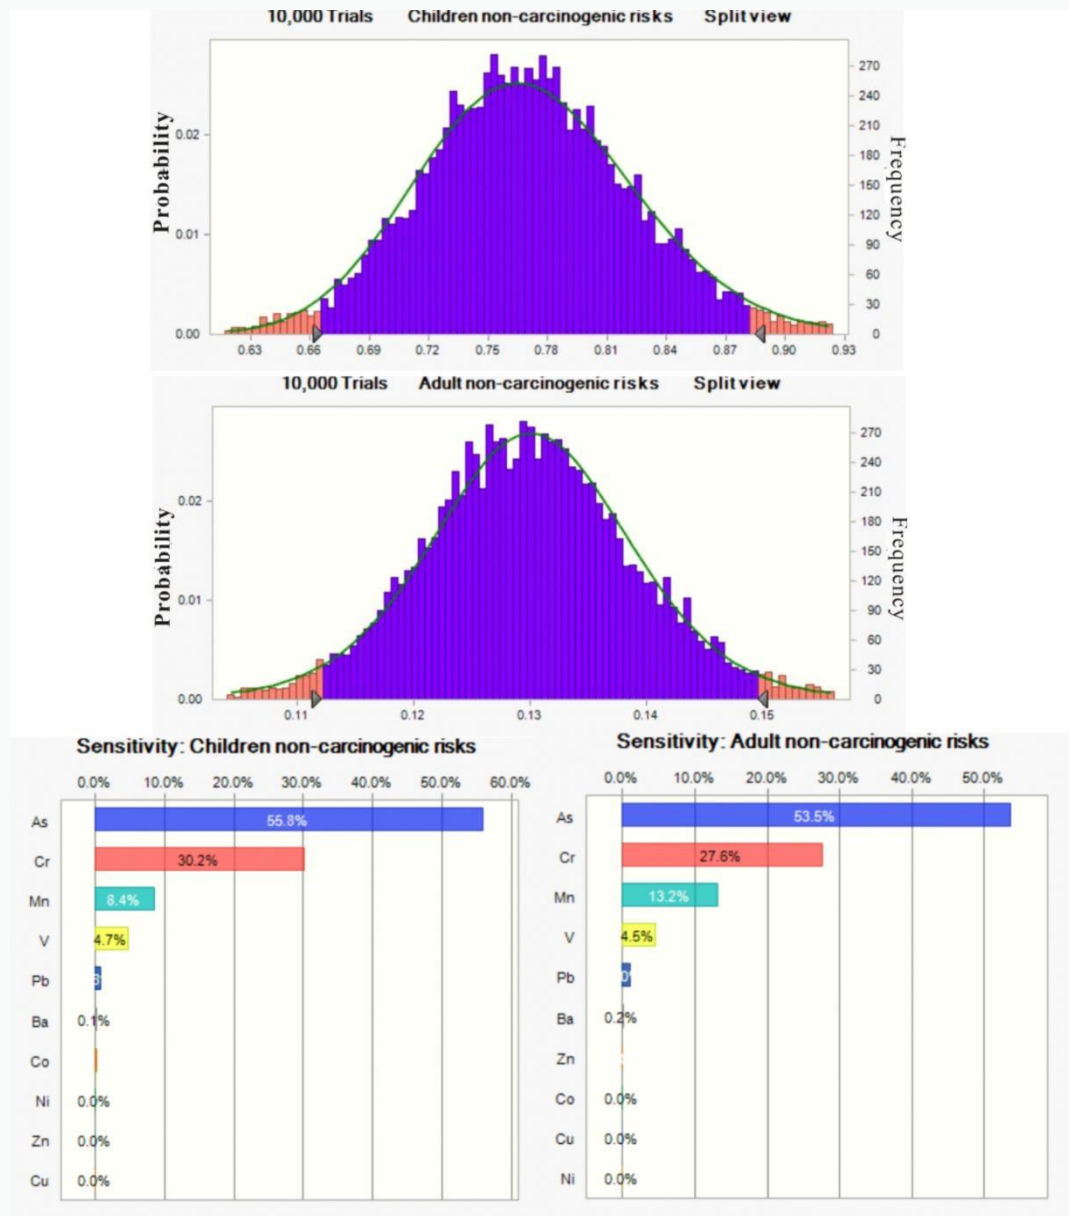 10,000 Trials Children non-carcinogenic risks Split view
Probability
0.02
0.01
0.00
270
240
210
180
150
120
90
60
30
0
Frequency
0.63 0.66 0.69 0.72 0.75 0.78 0.81 0.84 0.87 0.90 0.93
10,000 Trials Adult non-carcinogenic risks Split view
Probability
0.02
0.01
0.00
270
240
210
180
150
120
90
60
30
0
Frequency
0.11 0.12 0.13 0.14 0.15
Sensitivity: Children non-carcinogenic risks
0.0% 10.0% 20.0% 30.0% 40.0% 50.0% 60.0%
As 55.8%
Cr 30.2%
Mn 8.4%
V 4.7%
Pb
Ba 0.1%
Co
Ni 0.0%
Zn 0.0%
Cu 0.0%
Sensitivity: Adult non-carcinogenic risks
0.0% 10.0% 20.0% 30.0% 40.0% 50.0%
As 53.5%
Cr 27.6%
Mn 13.2%
V 4.5%
Pb
Ba 0.2%
Zn
Co 0.0%
Cu 0.0%
Ni 0.0%